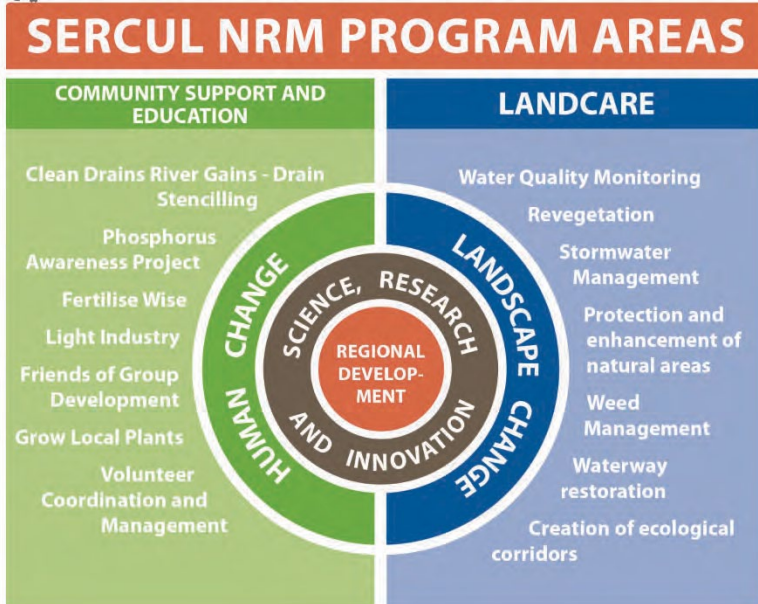 SERCUL NRM PROGRAM AREAS
COMMUNITY SUPPORT AND
EDUCATION
Clean Drains River Gains - Drain
Stencilling
Phosphorus
Awareness Project
Fertilise Wise
Light Industry
Friends of Group
Development
Grow Local Plants
Volunteer
Coordination and
Management
HUMAN CHANGE
SCIENCE, RESEARCH
AND INNOVATION
REGIONAL
DEVELOP-
MENT
LANDSCAPE CHANGE
LANDCARE
Water Quality Monitoring
Revegetation
Stormwater
Management
Protection and
enhancement of
natural areas
Weed
Management
Waterway
restoration
Creation of ecological
corridors